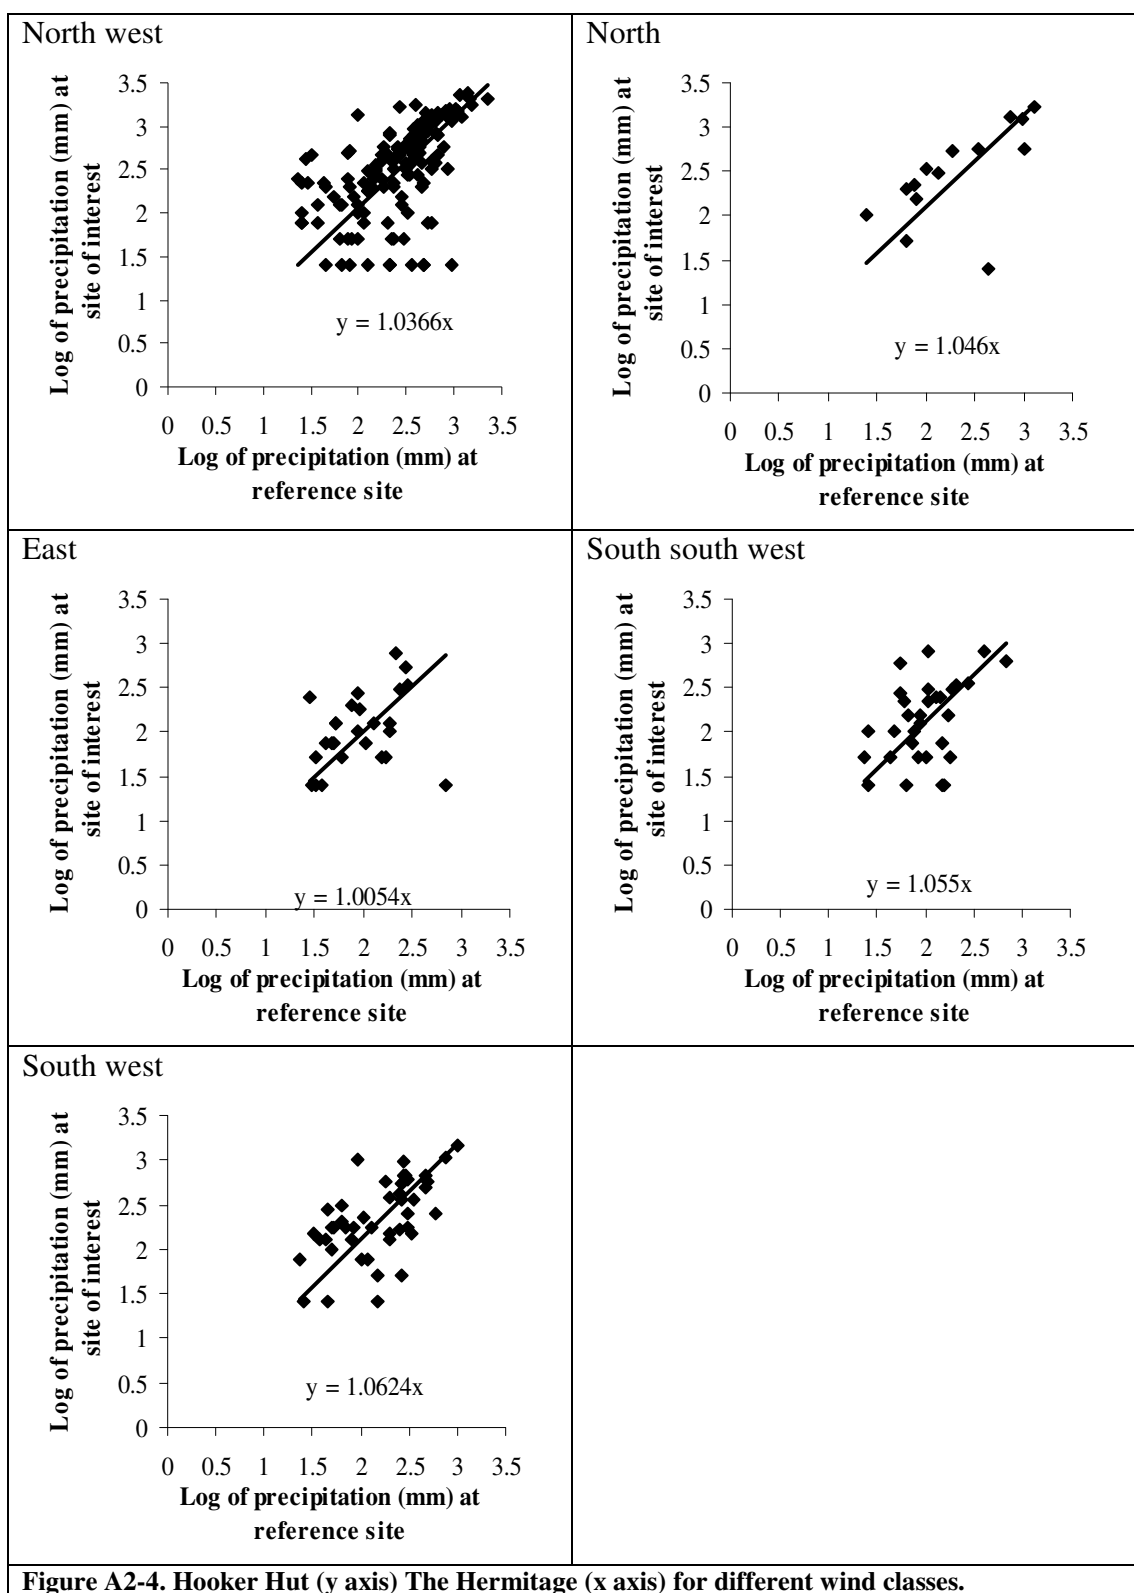 North west
Log of precipitation (mm) at
site of interest
3.5
3
2.5
2
1.5
1
0.5
0
y = 1.0366x
0 0.5 1 1.5 2 2.5 3 3.5
Log of precipitation (mm) at
reference site
North
Log of precipitation (mm) at
site of interest
3.5
3
2.5
2
1.5
1
0.5
0
y = 1.046x
0 0.5 1 1.5 2 2.5 3 3.5
Log of precipitation (mm) at
reference site
East
Log of precipitation (mm) at
site of interest
3.5
3
2.5
2
1.5
1
0.5
0
y = 1.0054x
0 0.5 1 1.5 2 2.5 3 3.5
Log of precipitation (mm) at
reference site
South south west
Log of precipitation (mm) at
site of interest
3.5
3
2.5
2
1.5
1
0.5
0
y = 1.055x
0 0.5 1 1.5 2 2.5 3 3.5
Log of precipitation (mm) at
reference site
South west
Log of precipitation (mm) at
site of interest
3.5
3
2.5
2
1.5
1
0.5
0
y = 1.0624x
0 0.5 1 1.5 2 2.5 3 3.5
Log of precipitation (mm) at
reference site
Figure A2-4. Hooker Hut (y axis) The Hermitage (x axis) for different wind classes.